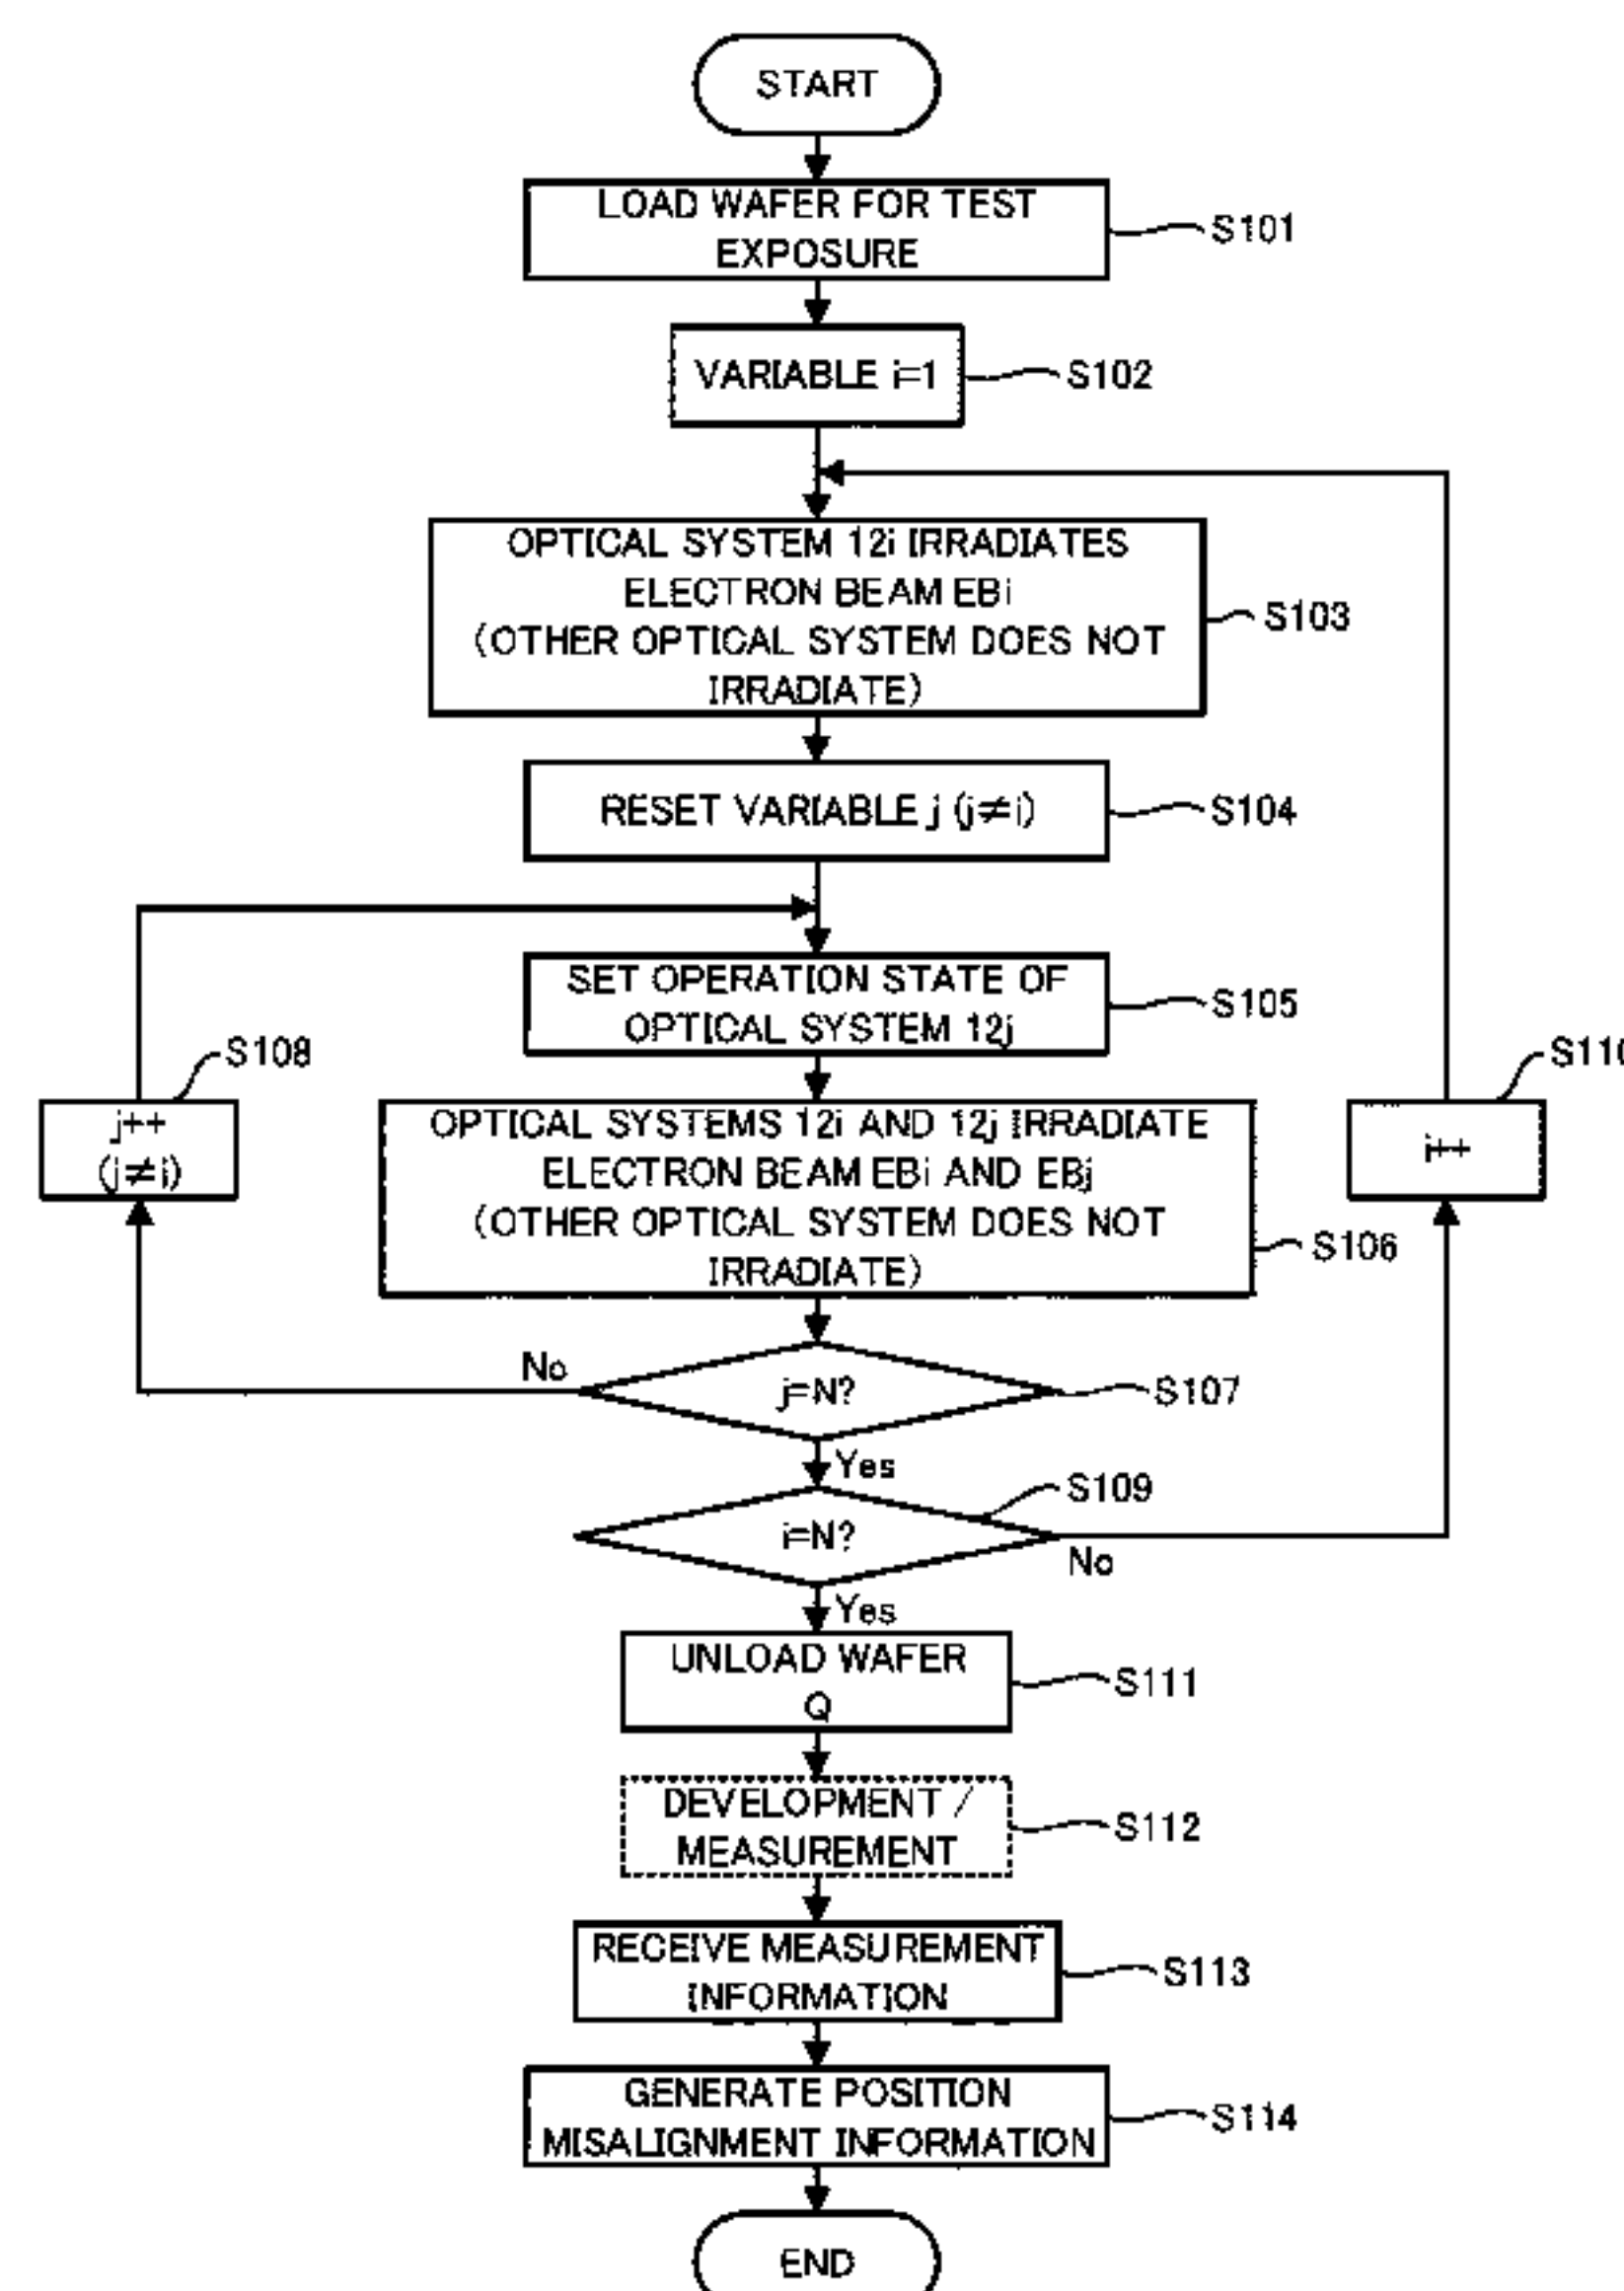 START
LOAD WAFER FOR TEST
EXPOSURE
S101
VARIABLE i=1
S102
OPTICAL SYSTEM 12i IRRADIATES
ELECTRON BEAM EBi
(OTHER OPTICAL SYSTEM DOES NOT
IRRADIATE)
S103
RESET VARIABLE j (j≠i)
S104
SET OPERATION STATE OF
OPTICAL SYSTEM 12j
S105
S108
j++
(j≠i)
OPTICAL SYSTEMS 12i AND 12j IRRADIATE
ELECTRON BEAM EBi AND EBj
(OTHER OPTICAL SYSTEM DOES NOT
IRRADIATE)
S106
S110
i++
No
j=N?
S107
Yes
S109
i=N?
No
Yes
UNLOAD WAFER
Q
S111
DEVELOPMENT /
MEASUREMENT
S112
RECEIVE MEASUREMENT
INFORMATION
S113
GENERATE POSITION
MISALIGNMENT INFORMATION
S114
END